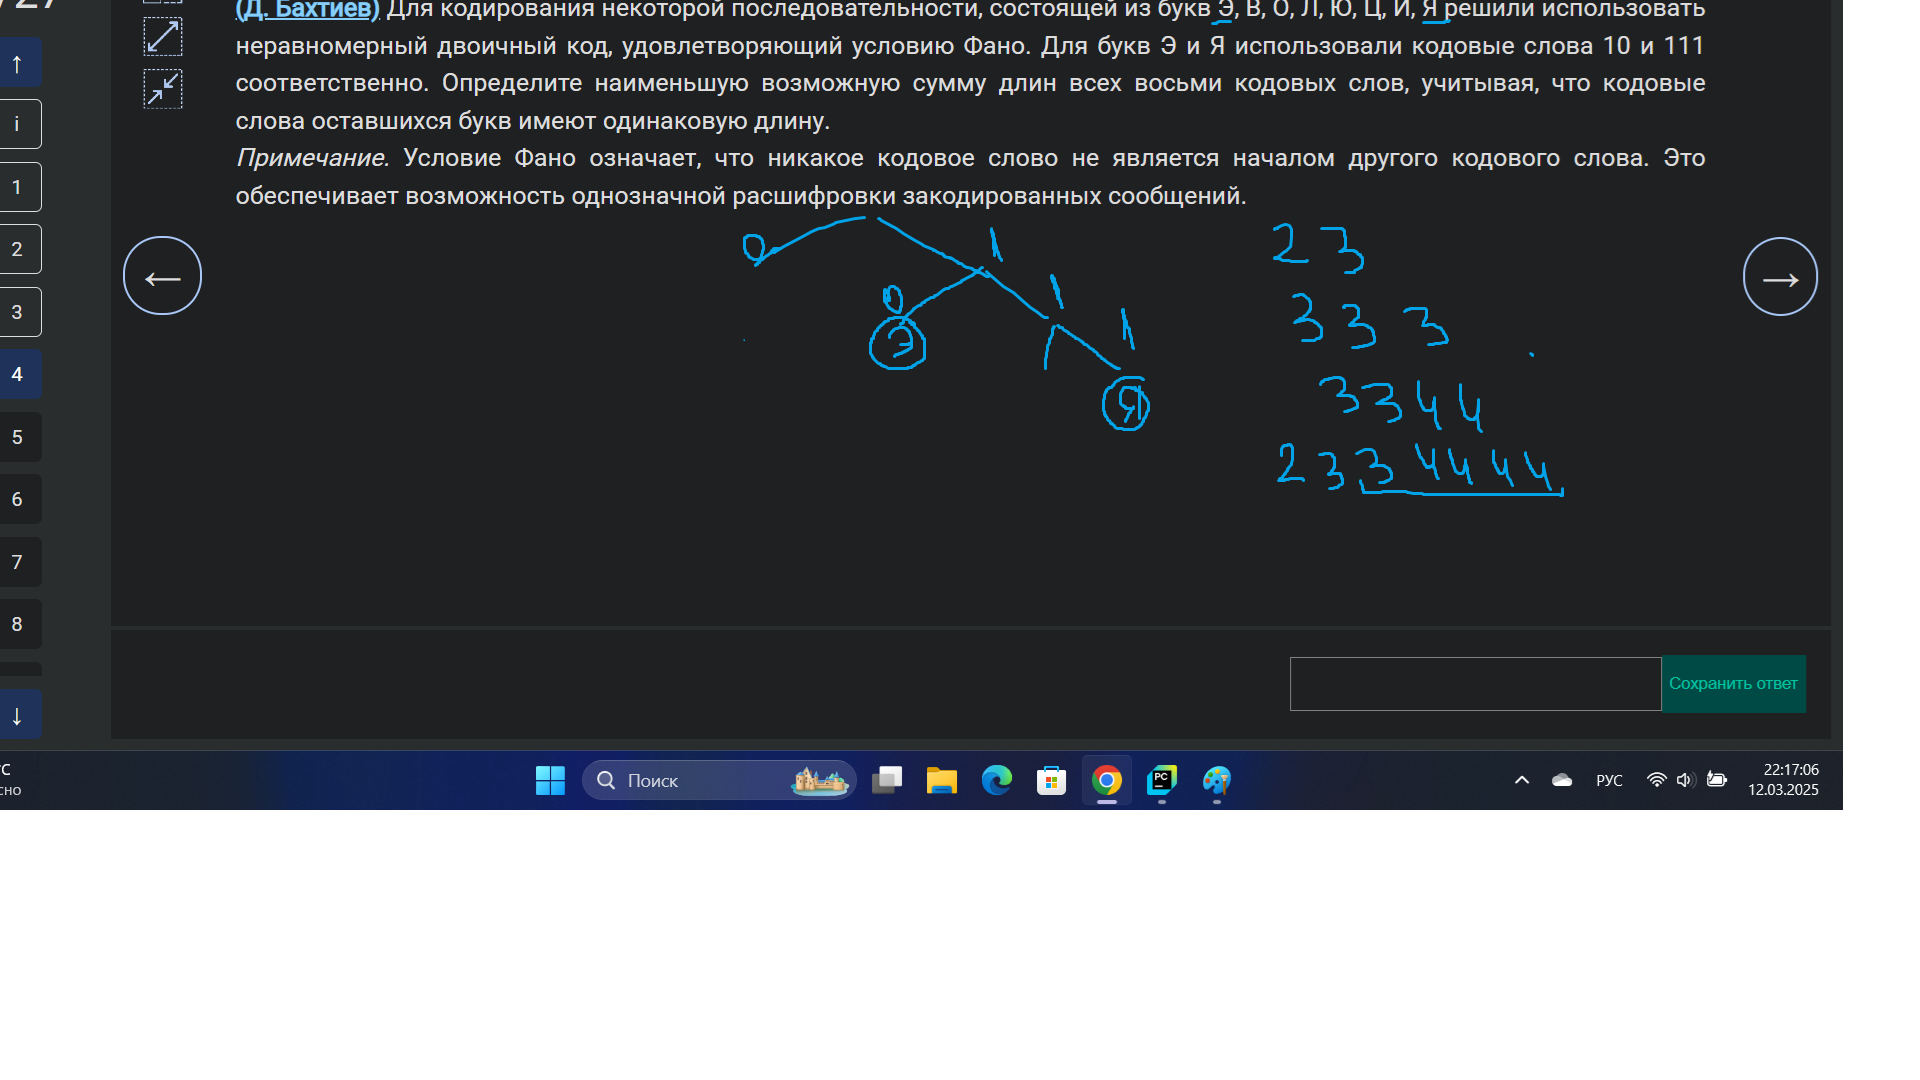 (Д. Бахтиев) Для кодирования некоторой последовательности, состоящей из букв Э, В, О, Л, Ю, Ц, И, Я решили использовать
неравномерный двоичный код, удовлетворяющий условию Фано. Для букв Э и Я использовали кодовые слова 10 и 111
соответственно. Определите наименьшую возможную сумму длин всех восьми кодовых слов, учитывая, что кодовые
слова оставшихся букв имеют одинаковую длину.
Примечание. Условие Фано означает, что никакое кодовое слово не является началом другого кодового слова. Это
обеспечивает возможность однозначной расшифровки закодированных сообщений.
↑
i
1
2
3
4
5
6
7
8
↓
←
→
0 1
0 1 1
Э
Я
2 3
3 3 3
3 3 4 4
2 3 3 4 4 4 4
Сохранить ответ
Поиск
PC
РУС
22:17:06
12.03.2025